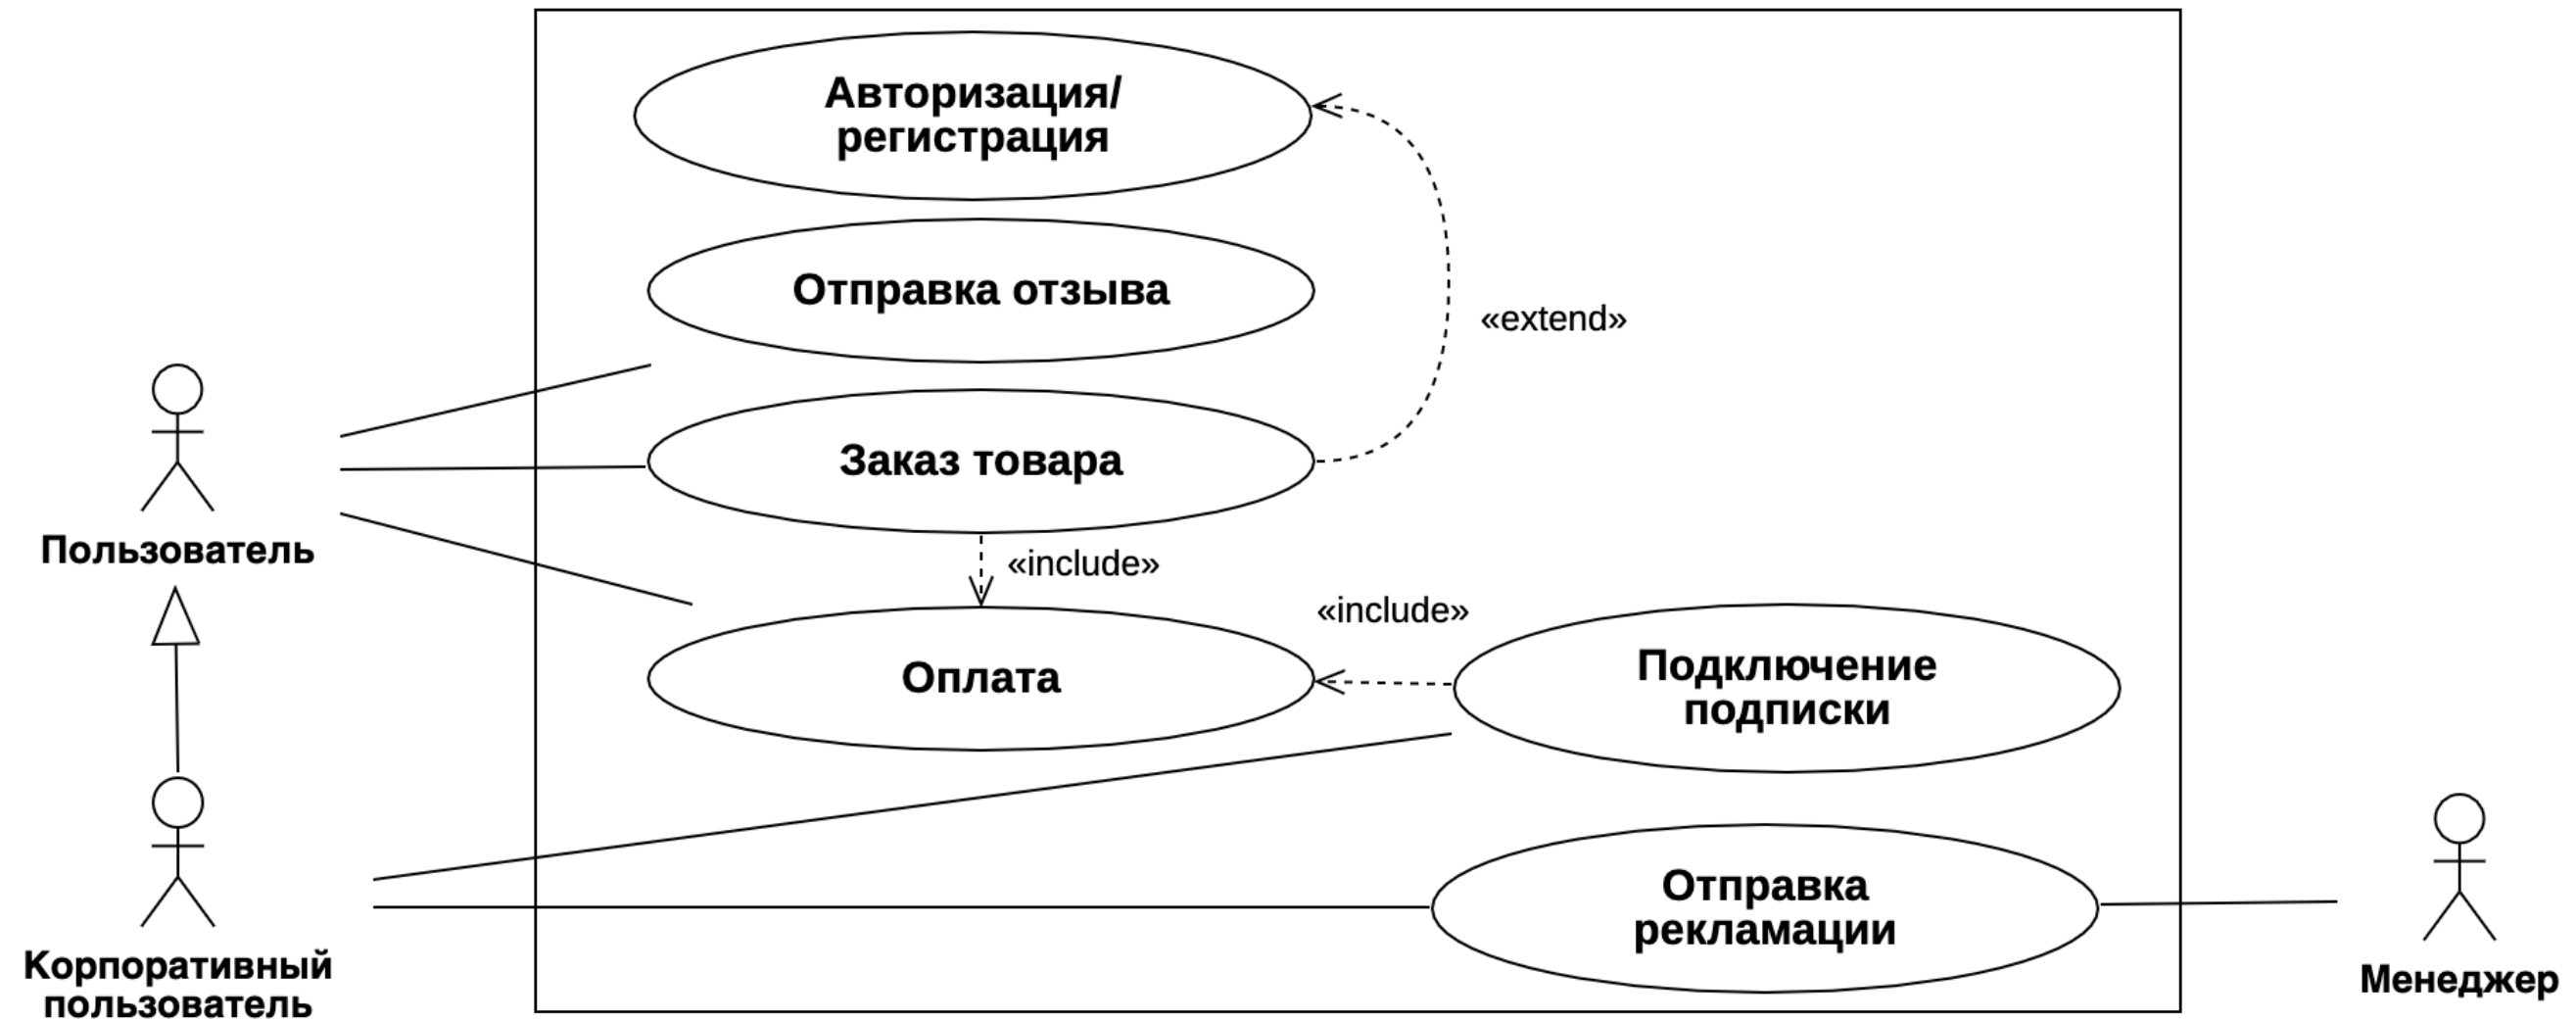 Авторизация/
регистрация
Отправка отзыва
«extend»
Заказ товара
Пользователь
«include»
«include»
Оплата
Подключение
подписки
Отправка
рекламации
Корпоративный
пользователь
Менеджер